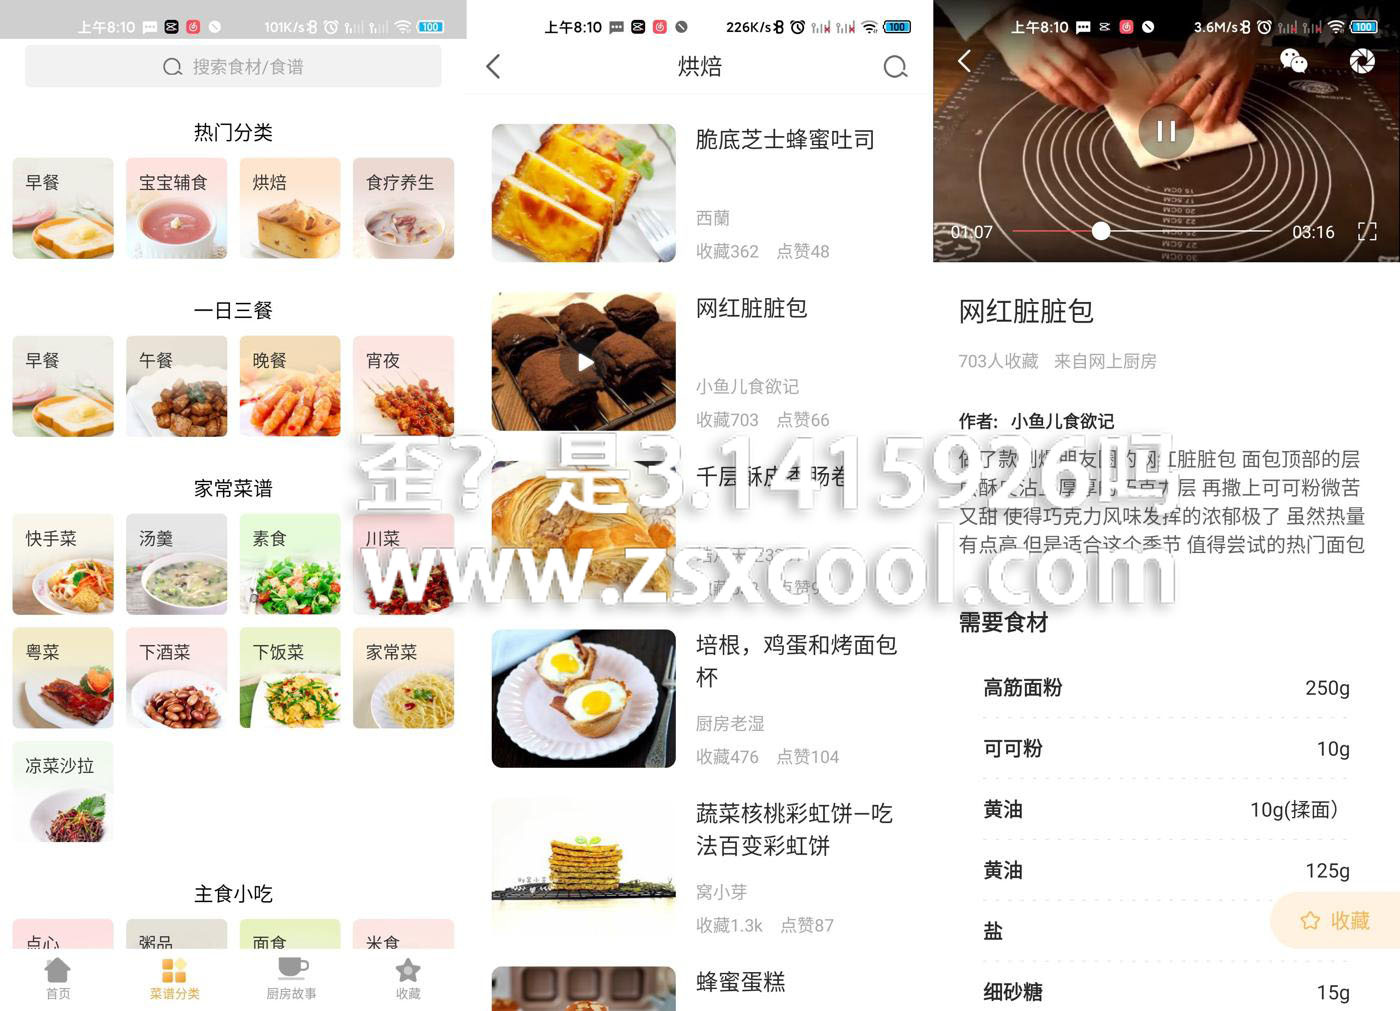 上午8:10
101K/s
100
搜索食材/食谱
热门分类
早餐
宝宝辅食
烘焙
食疗养生
一日三餐
早餐
午餐
晚餐
宵夜
家常菜谱
快手菜
汤羹
素食
川菜
粤菜
下酒菜
下饭菜
家常菜
凉菜沙拉
主食小吃
点心
粥品
面食
米食
首页
菜谱分类
厨房故事
收藏
上午8:10
226K/s
100
烘焙
脆底芝士蜂蜜吐司
西蘭
收藏362 点赞48
网红脏脏包
小鱼儿食欲记
收藏703 点赞66
千层酥皮香肠卷
培根，鸡蛋和烤面包
杯
厨房老湿
收藏476 点赞104
蔬菜核桃彩虹饼—吃
法百变彩虹饼
窝小芽
收藏1.3k 点赞87
蜂蜜蛋糕
上午8:10
3.6M/s
100
15.0CM
01:07
03:16
网红脏脏包
703人收藏 来自网上厨房
作者: 小鱼儿食欲记
网红脏脏包 面包顶部的层
层 再撒上可可粉微苦
又甜 使得巧克力风味发挥的浓郁极了 虽然热量
有点高 但是适合这个季节 值得尝试的热门面包
需要食材
高筋面粉 250g
可可粉 10g
黄油 10g(揉面)
黄油 125g
盐
收藏
细砂糖 15g
歪? 是3.1415926吗
www.zsxcool.com